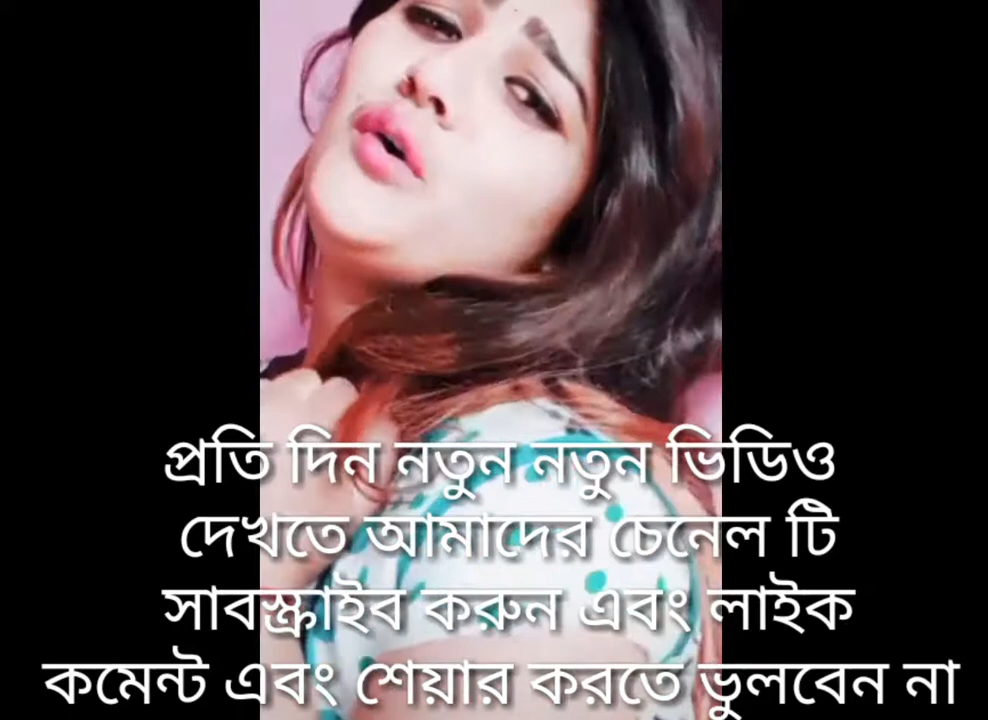 প্রতি দিন নতুন নতুন ভিডিও
দেখতে আমাদের চেনেল টি
সাবস্ক্রাইব করুন এবং লাইক
কমেন্ট এবং শেয়ার করতে ভুলবেন না